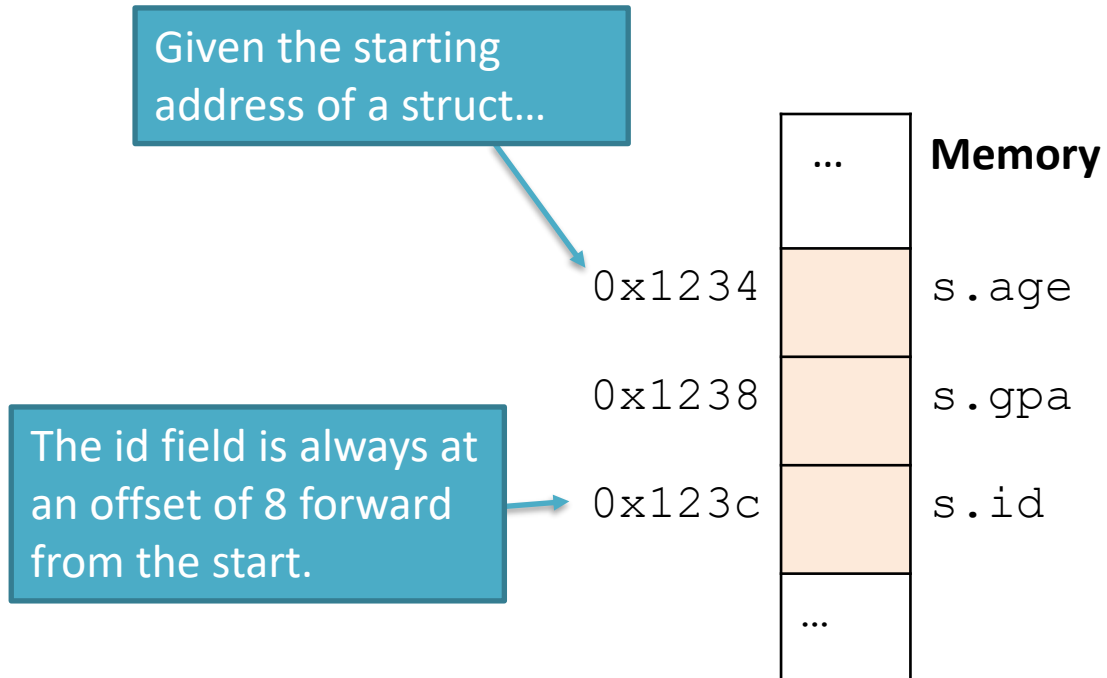 Given the starting
address of a struct…
… Memory
0x1234 s.age
0x1238 s.gpa
The id field is always at
an offset of 8 forward
from the start.
0x123c s.id
…